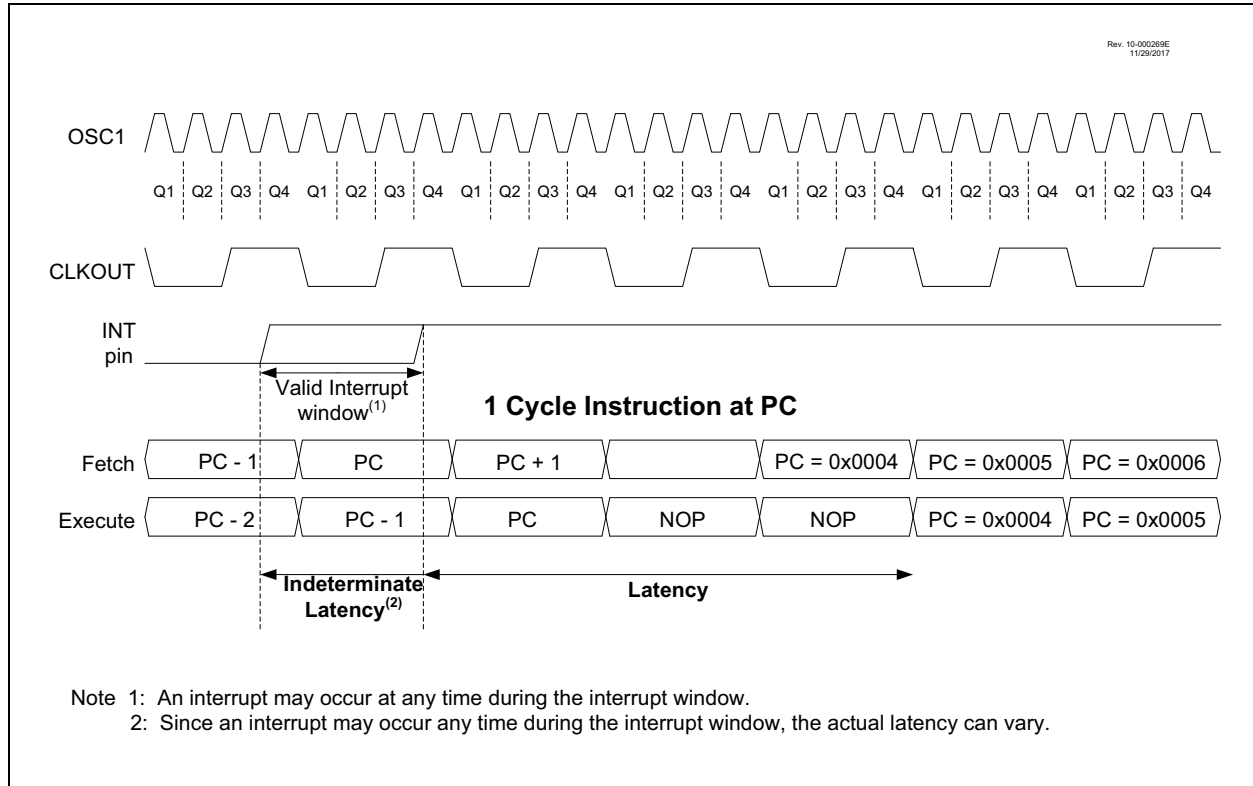 Rev. 10-000269E
11/29/2017
OSC1
Q1 Q2 Q3 Q4 Q1 Q2 Q3 Q4 Q1 Q2 Q3 Q4 Q1 Q2 Q3 Q4 Q1 Q2 Q3 Q4 Q1 Q2 Q3 Q4 Q1 Q2 Q3 Q4
CLKOUT
INT
pin
Valid Interrupt
window(1)
1 Cycle Instruction at PC
Fetch PC - 1 PC PC + 1 PC = 0x0004 PC = 0x0005 PC = 0x0006
Execute PC - 2 PC - 1 PC NOP NOP PC = 0x0004 PC = 0x0005
Indeterminate
Latency(2)
Latency
Note 1: An interrupt may occur at any time during the interrupt window.
2: Since an interrupt may occur any time during the interrupt window, the actual latency can vary.